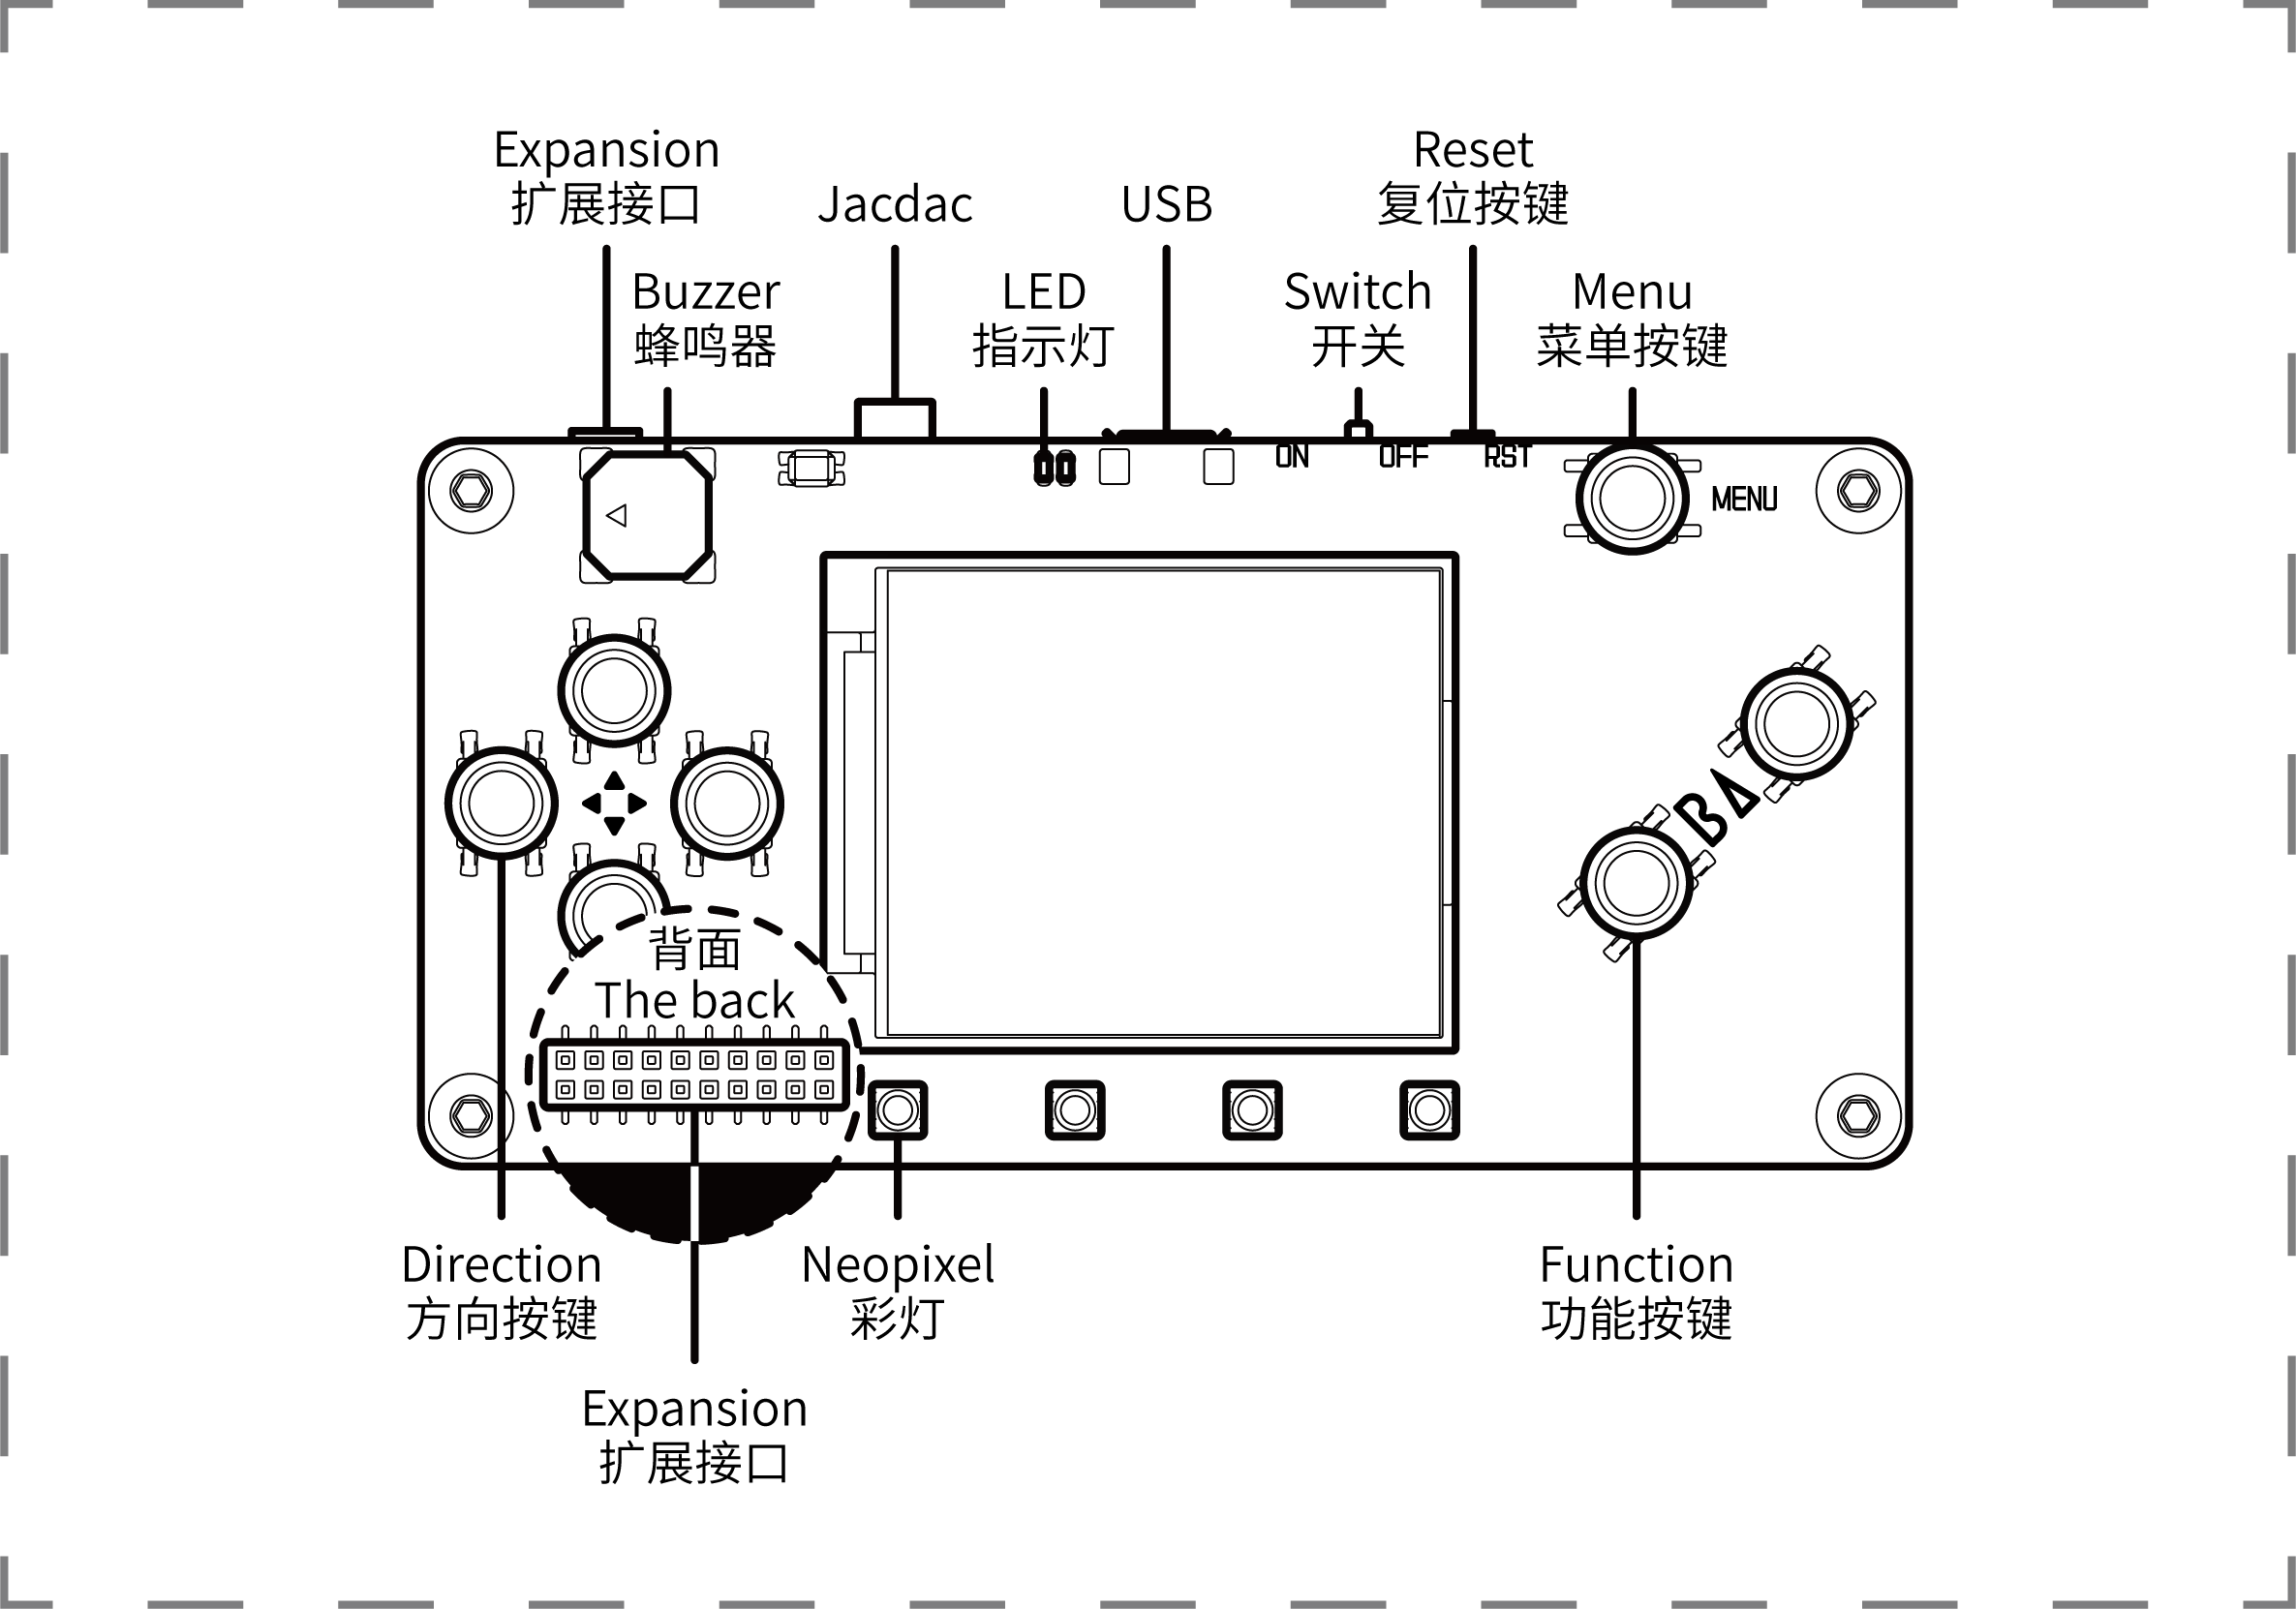 Expansion
扩展接口
Jacdac
USB
Reset
复位按键
Buzzer
蜂鸣器
LED
指示灯
Switch
开关
Menu
菜单按键
ON
OFF
RST
MENU
BA
背面
The back
Direction
方向按键
Neopixel
彩灯
Function
功能按键
Expansion
扩展接口